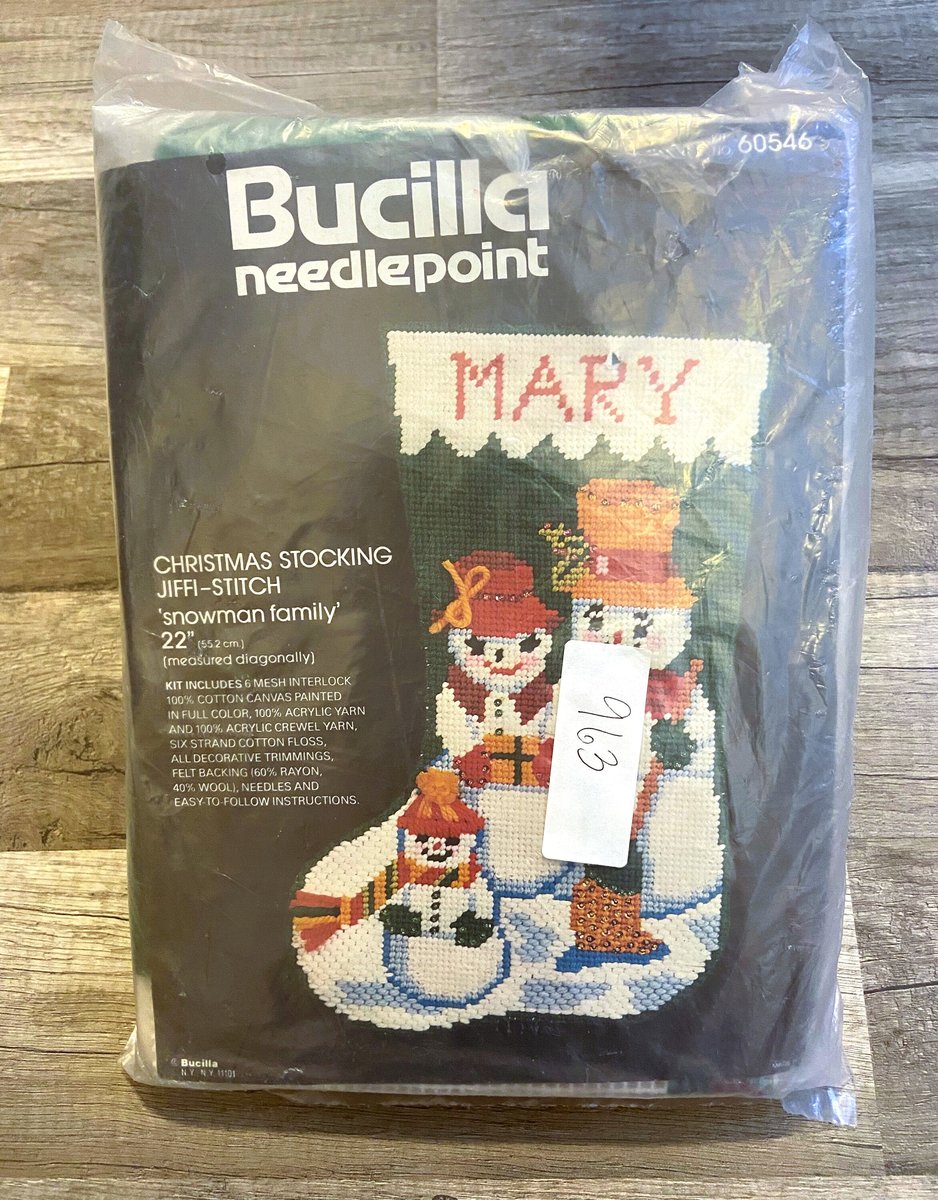 60546
Bucilla
needlepoint
MARY
CHRISTMAS STOCKING
JIFFI-STITCH
'snowman family'
22" (55.2 cm.)
(measured diagonally)
KIT INCLUDES 6 MESH INTERLOCK
100% COTTON CANVAS PAINTED
IN FULL COLOR, 100% ACRYLIC YARN
AND 100% ACRYLIC CREWEL YARN,
SIX STRAND COTTON FLOSS,
ALL DECORATIVE TRIMMINGS,
FELT BACKING (60% RAYON,
40% WOOL), NEEDLES AND
EASY-TO-FOLLOW INSTRUCTIONS.
963
© Bucilla
N.Y. N.Y. 11101